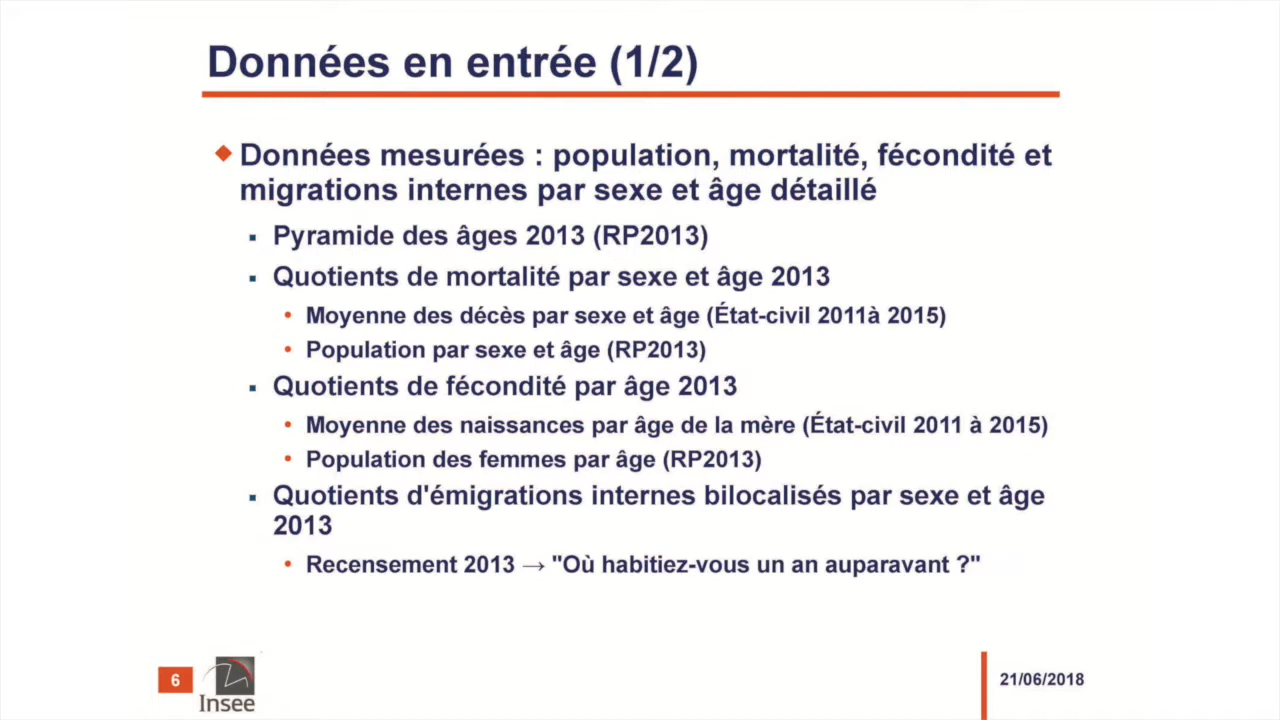 Données en entrée (1/2)
Données mesurées : population, mortalité, fécondité et
migrations internes par sexe et âge détaillé
Pyramide des âges 2013 (RP2013)
Quotients de mortalité par sexe et âge 2013
Moyenne des décès par sexe et âge (État-civil 2011à 2015)
Population par sexe et âge (RP2013)
Quotients de fécondité par âge 2013
Moyenne des naissances par âge de la mère (État-civil 2011 à 2015)
Population des femmes par âge (RP2013)
Quotients d'émigrations internes bilocalisés par sexe et âge
2013
Recensement 2013 → "Où habitiez-vous un an auparavant ?"
6
Insee
21/06/2018